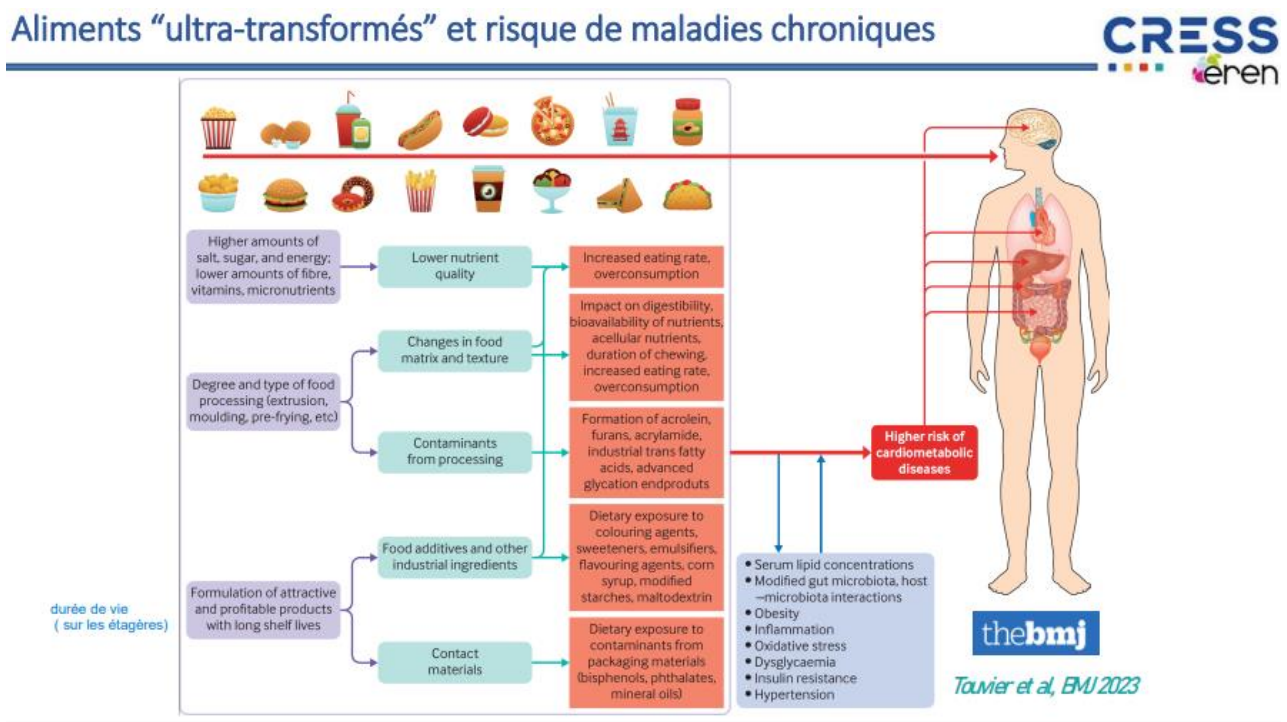 Aliments “ultra-transformés” et risque de maladies chroniques
CRESS
eren
Higher amounts of
salt, sugar, and energy;
lower amounts of fibre,
vitamins, micronutrients
Lower nutrient
quality
Increased eating rate,
overconsumption
Changes in food
matrix and texture
Impact on digestibility,
bioavailability of nutrients,
acellular nutrients,
duration of chewing,
increased eating rate,
overconsumption
Degree and type of food
processing (extrusion,
moulding, pre-frying, etc)
Contaminants
from processing
Formation of acrolein,
furans, acrylamide,
industrial trans fatty
acids, advanced
glycation endproduts
Higher risk of
cardiometabolic
diseases
Food additives and other
industrial ingredients
Dietary exposure to
colouring agents,
sweeteners, emulsifiers,
flavouring agents, corn
syrup, modified
starches, maltodextrin
durée de vie
( sur les étagères)
Formulation of attractive
and profitable products
with long shelf lives
Contact
materials
Dietary exposure to
contaminants from
packaging materials
(bisphenols, phthalates,
mineral oils)
• Serum lipid concentrations
• Modified gut microbiota, host
–microbiota interactions
• Obesity
• Inflammation
• Oxidative stress
• Dysglycaemia
• Insulin resistance
• Hypertension
thebmj
Touvier et al, BMJ 2023